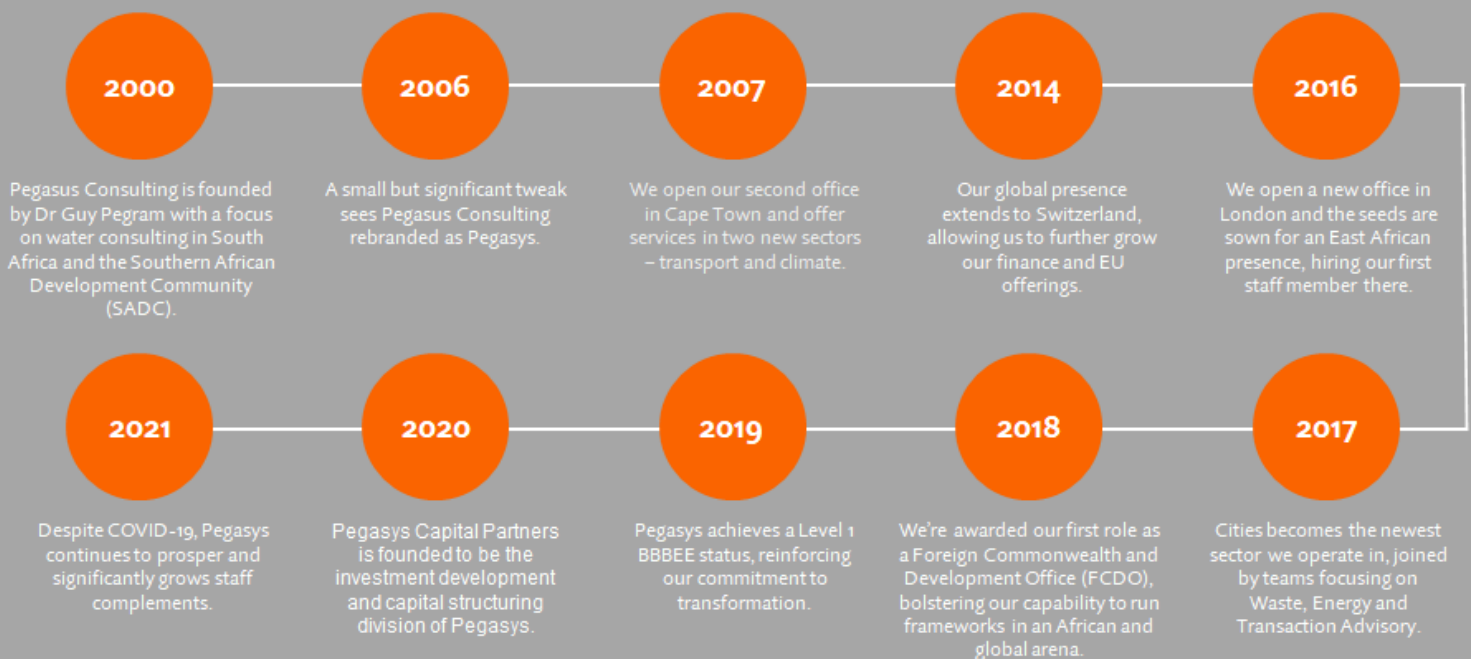 2000
Pegasus Consulting is founded
by Dr Guy Pegram with a focus
on water consulting in South
Africa and the Southern African
Development Community
(SADC).
2006
A small but significant tweak
sees Pegasus Consulting
rebranded as Pegasys.
2007
We open our second office
in Cape Town and offer
services in two new sectors
– transport and climate.
2014
Our global presence
extends to Switzerland,
allowing us to further grow
our finance and EU
offerings.
2016
We open a new office in
London and the seeds are
sown for an East African
presence, hiring our first
staff member there.
2017
Cities becomes the newest
sector we operate in, joined
by teams focusing on
Waste, Energy and
Transaction Advisory.
2018
We're awarded our first role as
a Foreign Commonwealth and
Development Office (FCDO),
bolstering our capability to run
frameworks in an African and
global arena.
2019
Pegasys achieves a Level 1
BBBEE status, reinforcing
our commitment to
transformation.
2020
Pegasys Capital Partners
is founded to be the
investment development
and capital structuring
division of Pegasys.
2021
Despite COVID-19, Pegasys
continues to prosper and
significantly grows staff
complements.